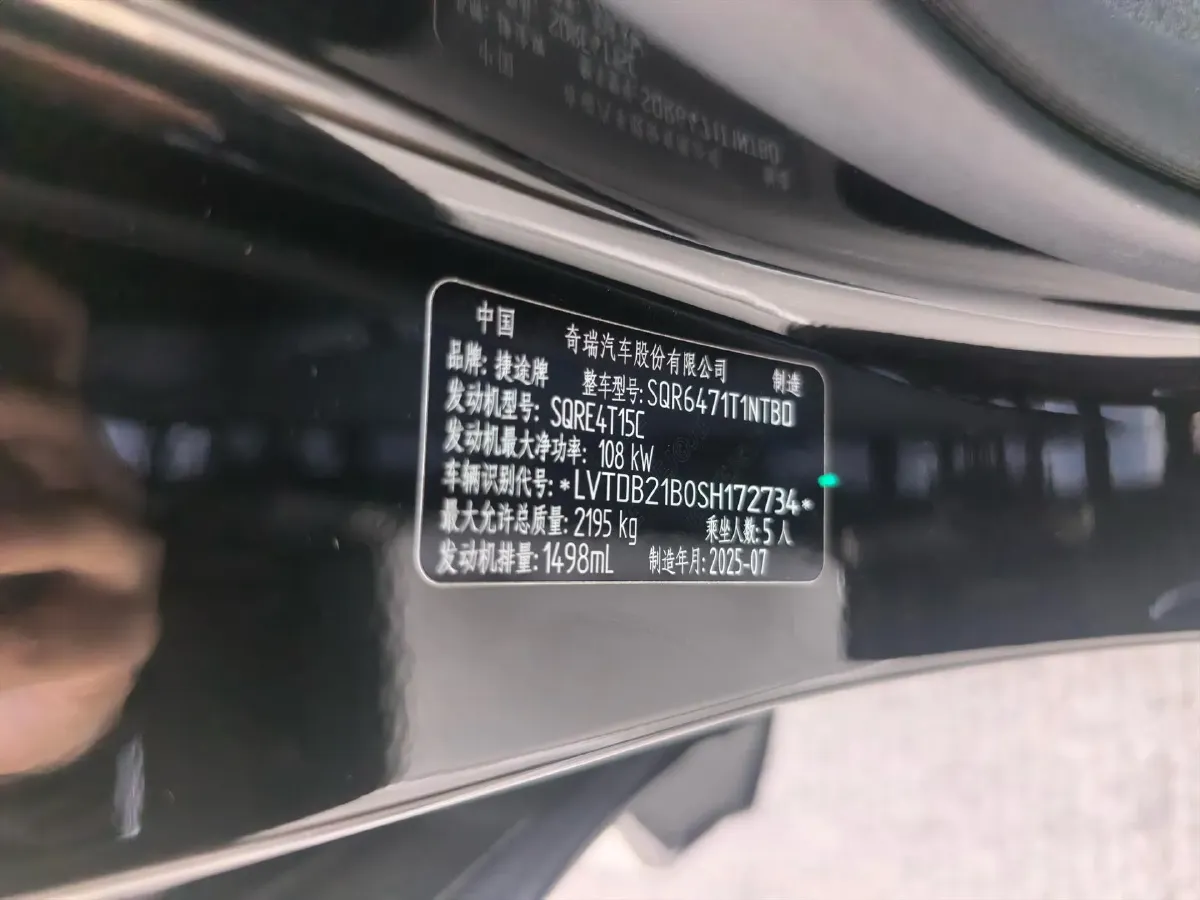 中国 奇瑞汽车股份有限公司 制造
品牌: 捷途牌 整车型号: SQR6471T1NTB0
发动机型号: SQRE4T15C
发动机最大净功率: 108 kW
车辆识别代号: *LVTDB21B0SH172734*
最大允许总质量: 2195 kg 乘坐人数: 5 人
发动机排量: 1498mL 制造年月: 2025-07